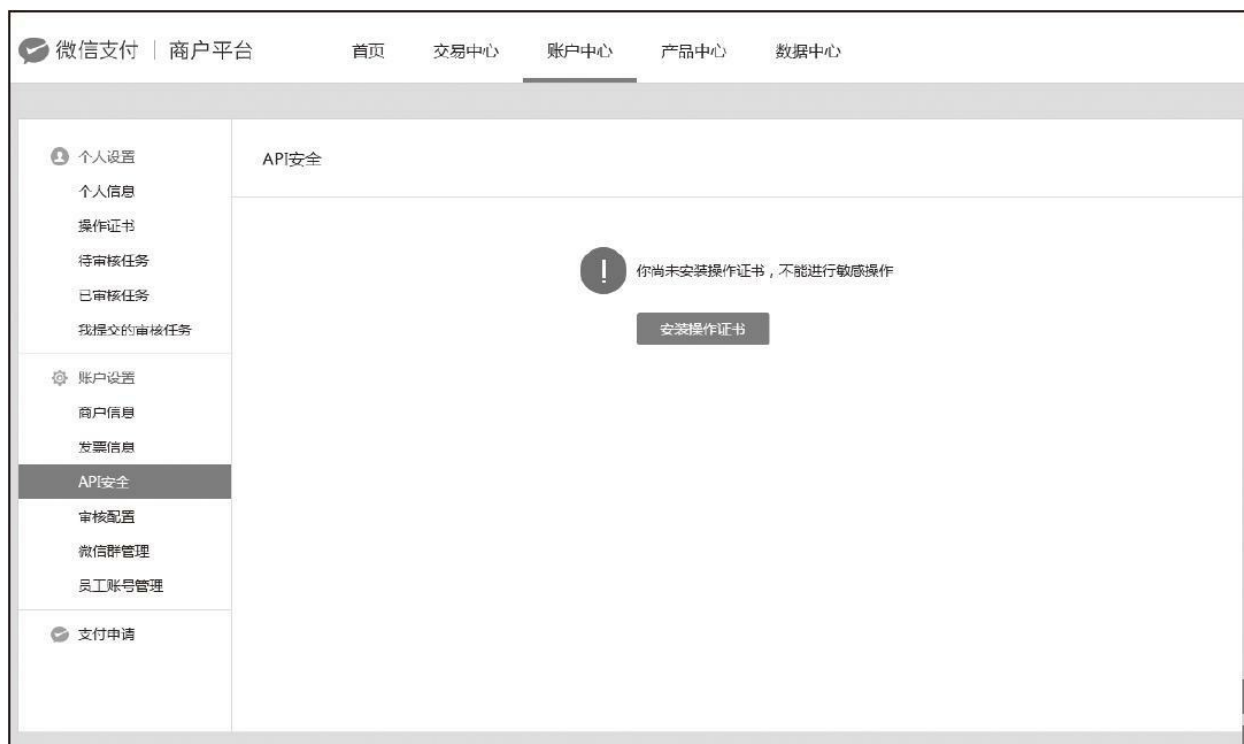 微信支付 | 商户平台 首页 交易中心 账户中心 产品中心 数据中心
个人设置
个人信息
操作证书
待审核任务
已审核任务
我提交的审核任务
账户设置
商户信息
发票信息
API安全
审核配置
微信群管理
员工账号管理
支付申请
API安全
你尚未安装操作证书，不能进行敏感操作
安装操作证书